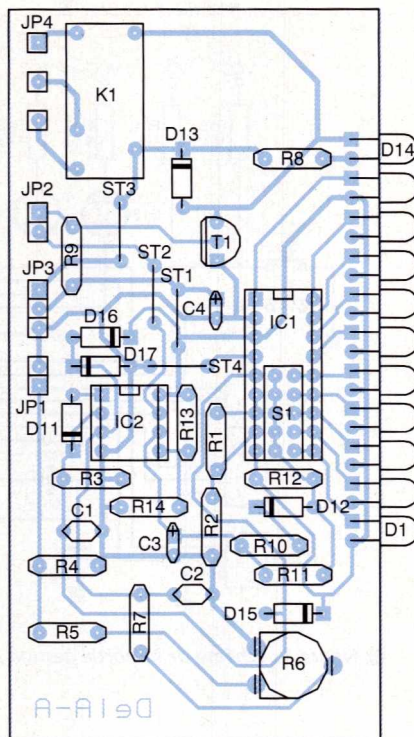 JP4
K1
D13
D14
R8
ST3
JP2
T1
R9
ST2
JP3
ST1
C4
IC1
D16
D17
ST4
JP1
D11
IC2
R13
R1
S1
R3
R12
R14
R2
D12
C1
D1
C3
R10
R4
C2
R11
R7
D15
R5
R6
DelA-A